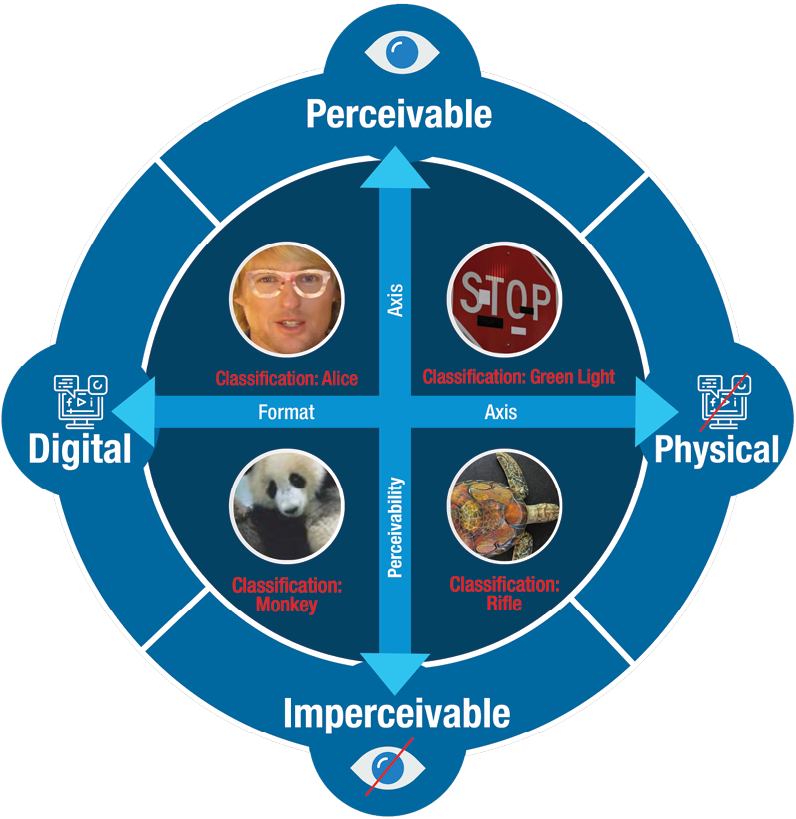 Perceivable
Axis
STOP
Classification: Alice
Classification: Green Light
Format
Axis
Digital
Physical
Perceivability
Classification:
Monkey
Classification:
Rifle
Imperceivable